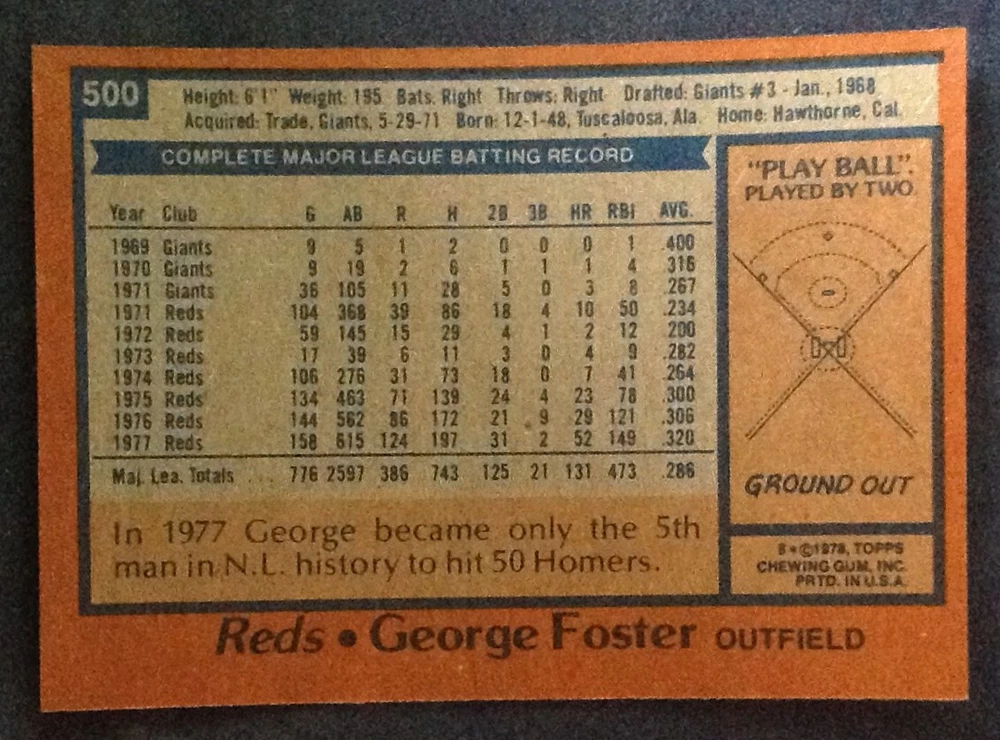 500
Height: 6'1" Weight: 195 Bats: Right Throws: Right Drafted: Giants #3 - Jan., 1968
Acquired: Trade, Giants, 5-29-71 Born: 12-1-48, Tuscaloosa, Ala. Home: Hawthorne, Cal.
COMPLETE MAJOR LEAGUE BATTING RECORD
Year Club G AB R H 2B 3B HR RBI AVG.
1969 Giants 9 5 1 2 0 0 0 1 .400
1970 Giants 9 19 2 6 1 1 1 4 .316
1971 Giants 36 105 11 28 5 0 3 8 .267
1971 Reds 104 368 39 86 18 4 10 50 .234
1972 Reds 59 145 15 29 4 1 2 12 .200
1973 Reds 17 39 6 11 3 0 4 9 .282
1974 Reds 106 276 31 73 18 0 7 41 .264
1975 Reds 134 463 71 139 24 4 23 78 .300
1976 Reds 144 562 86 172 21 9 29 121 .306
1977 Reds 158 615 124 197 31 2 52 149 .320
Maj. Lea. Totals 776 2597 386 743 125 21 131 473 .286
In 1977 George became only the 5th
man in N.L. history to hit 50 Homers.
"PLAY BALL".
PLAYED BY TWO
GROUND OUT
©1978, TOPPS
CHEWING GUM, INC.
PRTD. IN U.S.A.
Reds • George Foster OUTFIELD